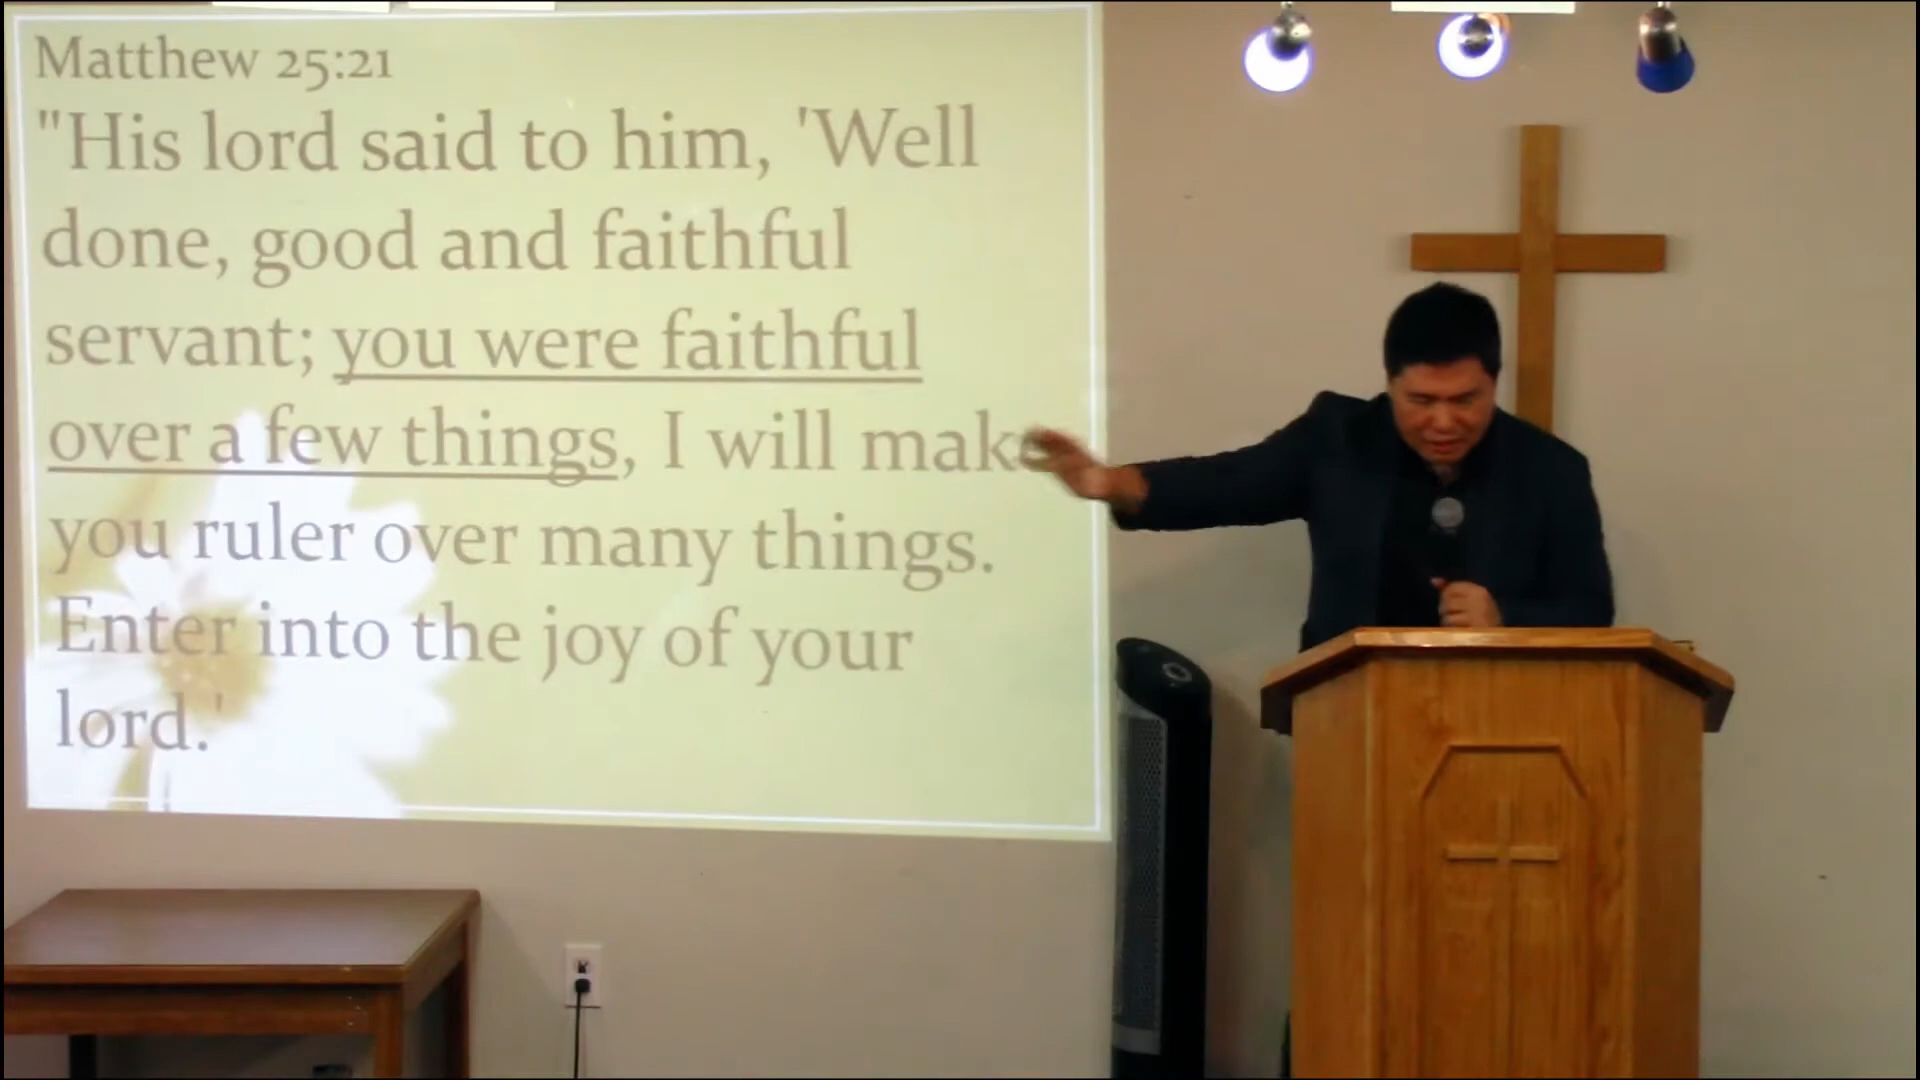 Matthew 25:21
"His lord said to him, 'Well
done, good and faithful
servant; you were faithful
over a few things, I will make
you ruler over many things.
Enter into the joy of your
lord.'